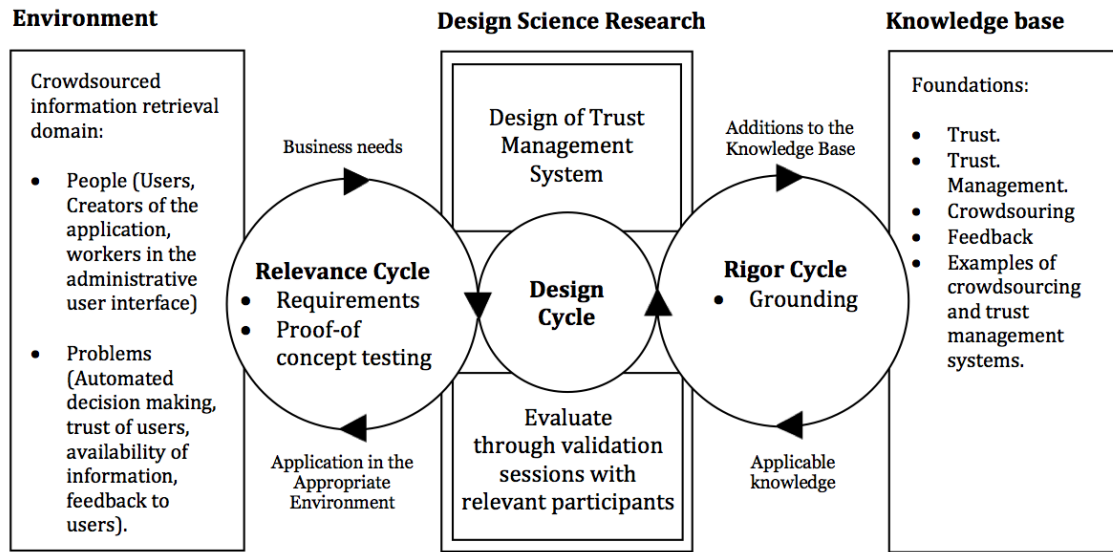 Environment
Design Science Research
Knowledge base
Crowdsourced
information retrieval
domain:
• People (Users,
Creators of the
application,
workers in the
administrative
user interface)
• Problems
(Automated
decision making,
trust of users,
availability of
information,
feedback to
users).
Business needs
Relevance Cycle
• Requirements
• Proof-of
concept testing
Application in the
Appropriate
Environment
Design of Trust
Management
System
Design
Cycle
Evaluate
through validation
sessions with
relevant participants
Additions to the
Knowledge Base
Rigor Cycle
• Grounding
Applicable
knowledge
Foundations:
• Trust.
• Trust.
Management.
• Crowdsouring
• Feedback
• Examples of
crowdsourcing
and trust
management
systems.